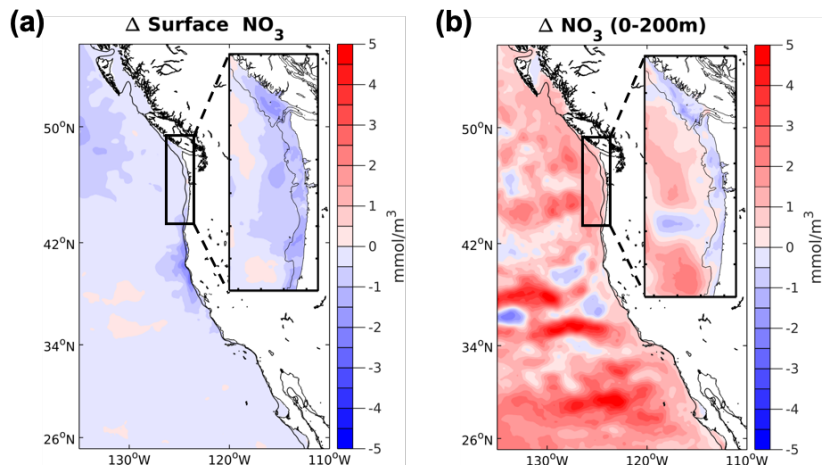 (a)
Δ Surface NO3
5
4
3
2
1
0
-1
-2
-3
-4
-5
mmol/m3
50°N
42°N
34°N
26°N
130°W
120°W
110°W
(b)
Δ NO3 (0-200m)
5
4
3
2
1
0
-1
-2
-3
-4
-5
mmol/m3
50°N
42°N
34°N
26°N
130°W
120°W
110°W